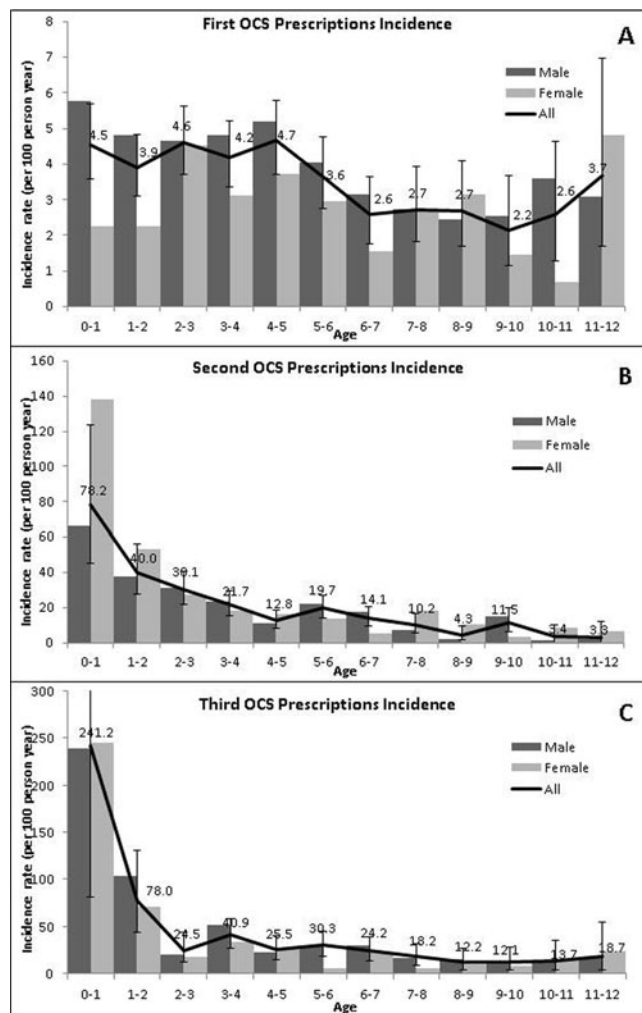 First OCS Prescriptions Incidence
A
Male
Female
All
Incidence rate (per 100 person year)
8
7
6
5
4
3
2
1
0
4.5 3.9 4.6 4.2 4.7 3.6 2.6 2.7 2.7 2.2 2.6 3.7
0-1 1-2 2-3 3-4 4-5 5-6 6-7 7-8 8-9 9-10 10-11 11-12
Age
Second OCS Prescriptions Incidence
B
Male
Female
All
Incidence rate (per 100 person year)
160
140
120
100
80
60
40
20
0
78.2 40.0 30.1 21.7 12.8 19.7 14.1 10.2 4.3 11.5 3.4 3.3
0-1 1-2 2-3 3-4 4-5 5-6 6-7 7-8 8-9 9-10 10-11 11-12
Age
Third OCS Prescriptions Incidence
C
Male
Female
All
Incidence rate (per 100 person year)
300
250
200
150
100
50
0
241.2 78.0 24.5 40.9 25.5 30.3 24.2 18.2 12.2 12.1 13.7 18.7
0-1 1-2 2-3 3-4 4-5 5-6 6-7 7-8 8-9 9-10 10-11 11-12
Age